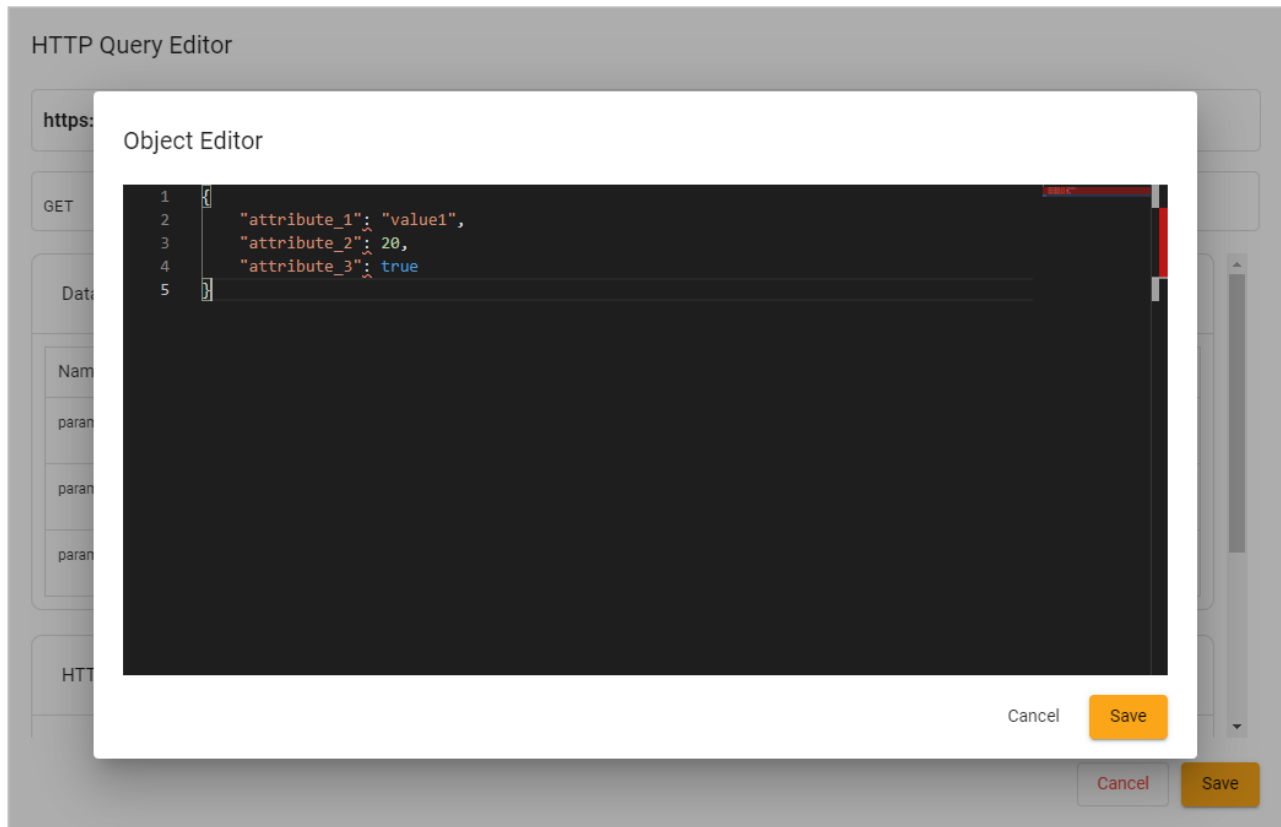 HTTP Query Editor
https:
Object Editor
GET
1 {
2 "attribute_1": "value1",
3 "attribute_2": 20,
4 "attribute_3": true
5 }
Data
Nam
param
param
param
HTT
Cancel Save
Cancel Save